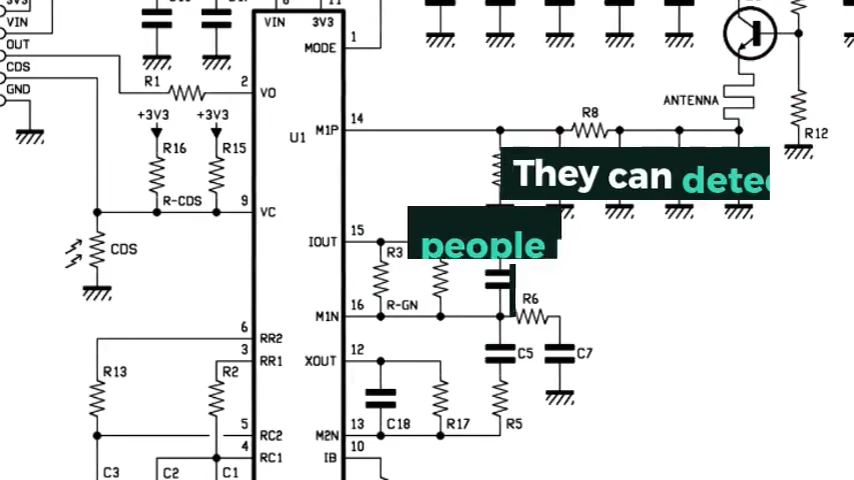 VIN
OUT
CDS
GND
R1
+3V3
+3V3
R16
R15
R-CDS
CDS
R13
R2
C3
C2
C1
VIN
3V3
MODE
1
2
VO
U1
M1P
14
9
VC
IOUT
15
M1N
16
6
RR2
3
RR1
XOUT
12
5
RC2
M2N
13
4
RC1
IB
10
R8
ANTENNA
R12
They can
people
R3
R-GN
R6
C5
C7
C18
R17
R5